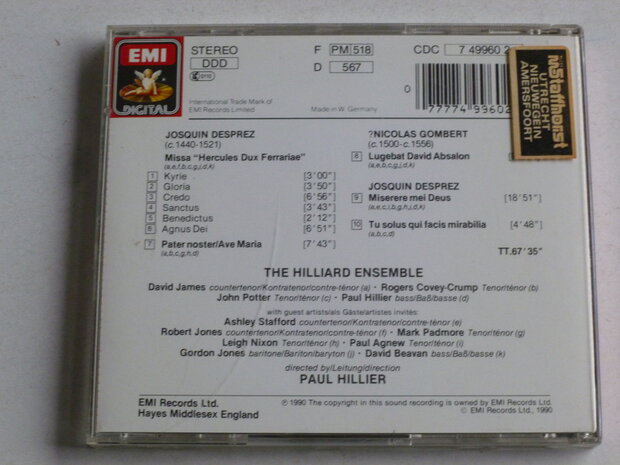 EMI
DIGITAL
STEREO
DDD
F PM 518
D 567
CDC 7 49960 2
International Trade Mark of
EMI Records Limited
Made in W. Germany
0
77774 99602
Staffhorst
UTRECHT
NIEUWEGEIN
AMERSFOORT
JOSQUIN DESPREZ
(c.1440-1521)
Missa "Hercules Dux Ferrariae"
(a,e,f,b,c,g,j,d,k)
1 Kyrie [3'00"]
2 Gloria [3'50"]
3 Credo [6'56"]
4 Sanctus [3'43"]
5 Benedictus [2'12"]
6 Agnus Dei [6'51"]
7 Pater noster/Ave Maria [7'43"]
(a,b,c,g,h,d)
?NICOLAS GOMBERT
(c.1500-c.1556)
8 Lugebat David Absalon [
(a,e,b,c,g,j,d,k)
JOSQUIN DESPREZ
9 Miserere mei Deus [18'51"]
(a,e,c,i,b,g,h,j,d,k)
10 Tu solus qui facis mirabilia [4'48"]
(a,b,c,d)
TT.67'35"
THE HILLIARD ENSEMBLE
David James countertenor/Kontratenor/contre-ténor (a) · Rogers Covey-Crump Tenor/ténor (b)
John Potter Tenor/ténor (c) · Paul Hillier bass/Baß/basse (d)
with guest artists/als Gäste/artistes invités:
Ashley Stafford countertenor/Kontratenor/contre-ténor (e)
Robert Jones countertenor/Kontratenor/contre-ténor (f) · Mark Padmore Tenor/ténor (g)
Leigh Nixon Tenor/ténor (h) · Paul Agnew Tenor/ténor (i)
Gordon Jones baritone/Bariton/baryton (j) · David Beavan bass/Baß/basse (k)
directed by/Leitung/direction
PAUL HILLIER
EMI Records Ltd.
Hayes Middlesex England
℗ 1990 The copyright in this sound recording is owned by EMI Records Ltd.
© EMI Records Ltd., 1990